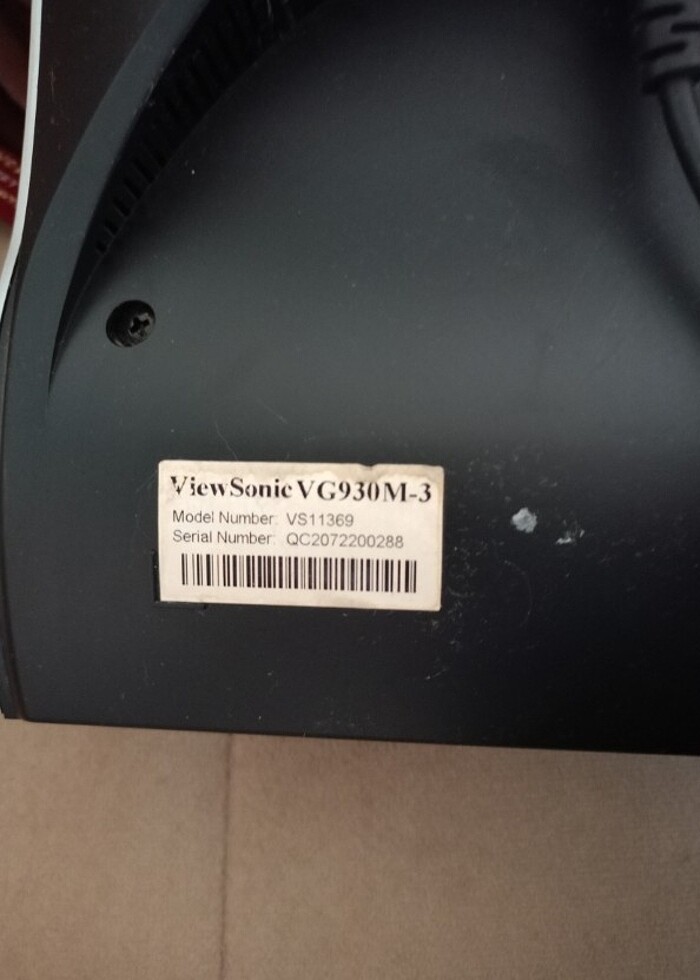 ViewSonic VG930M-3
Model Number: VS11369
Serial Number: QC2072200288